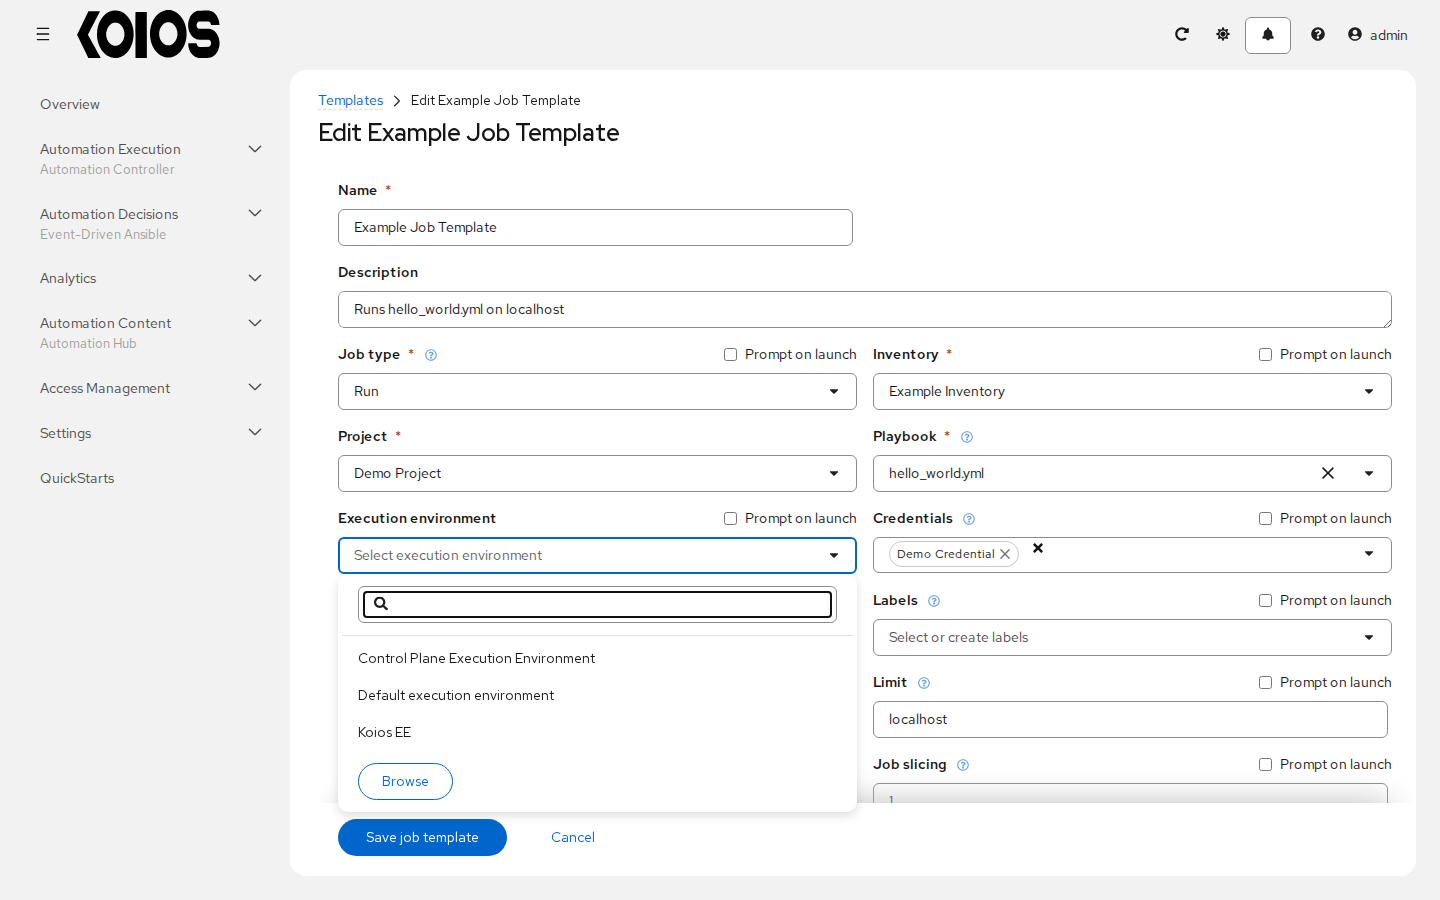 KOIOS
admin
Overview
Automation Execution
Automation Controller
Automation Decisions
Event-Driven Ansible
Analytics
Automation Content
Automation Hub
Access Management
Settings
QuickStarts
Templates
Edit Example Job Template
Edit Example Job Template
Name *
Example Job Template
Description
Runs hello_world.yml on localhost
Job type *
Prompt on launch
Inventory *
Prompt on launch
Run
Example Inventory
Project *
Playbook *
Demo Project
hello_world.yml
Execution environment
Prompt on launch
Credentials
Prompt on launch
Select execution environment
Demo Credential
Labels
Prompt on launch
Select or create labels
Control Plane Execution Environment
Default execution environment
Koios EE
Browse
Limit
Prompt on launch
localhost
Job slicing
Prompt on launch
1
Save job template
Cancel